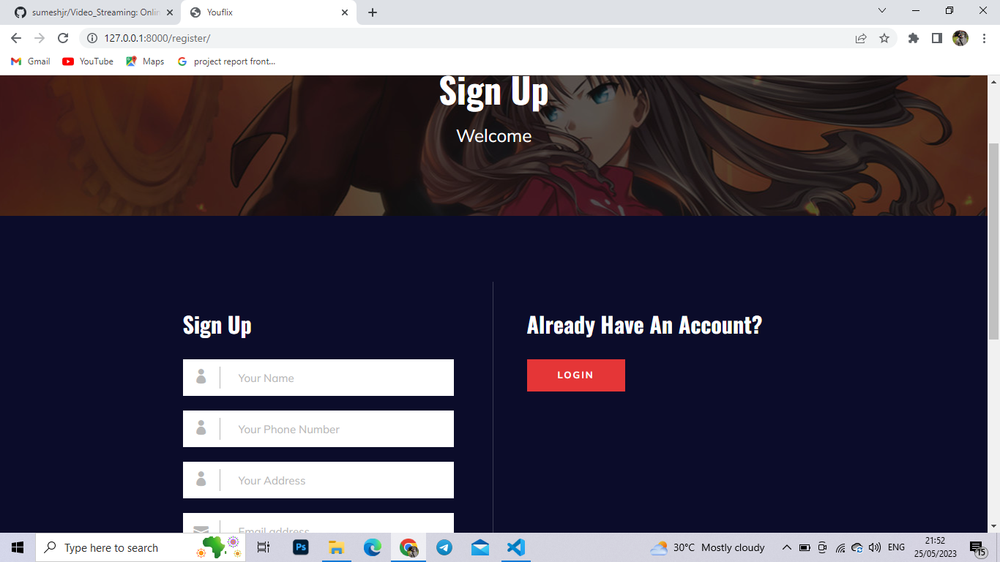 sumeshjr/Video_Streaming: Onlin
Youflix
127.0.0.1:8000/register/
Gmail
YouTube
Maps
project report front...
Sign Up
Welcome
Sign Up
Already Have An Account?
Your Name
LOGIN
Your Phone Number
Your Address
Email address
Type here to search
Ps
30°C Mostly cloudy
ENG
21:52
25/05/2023
15